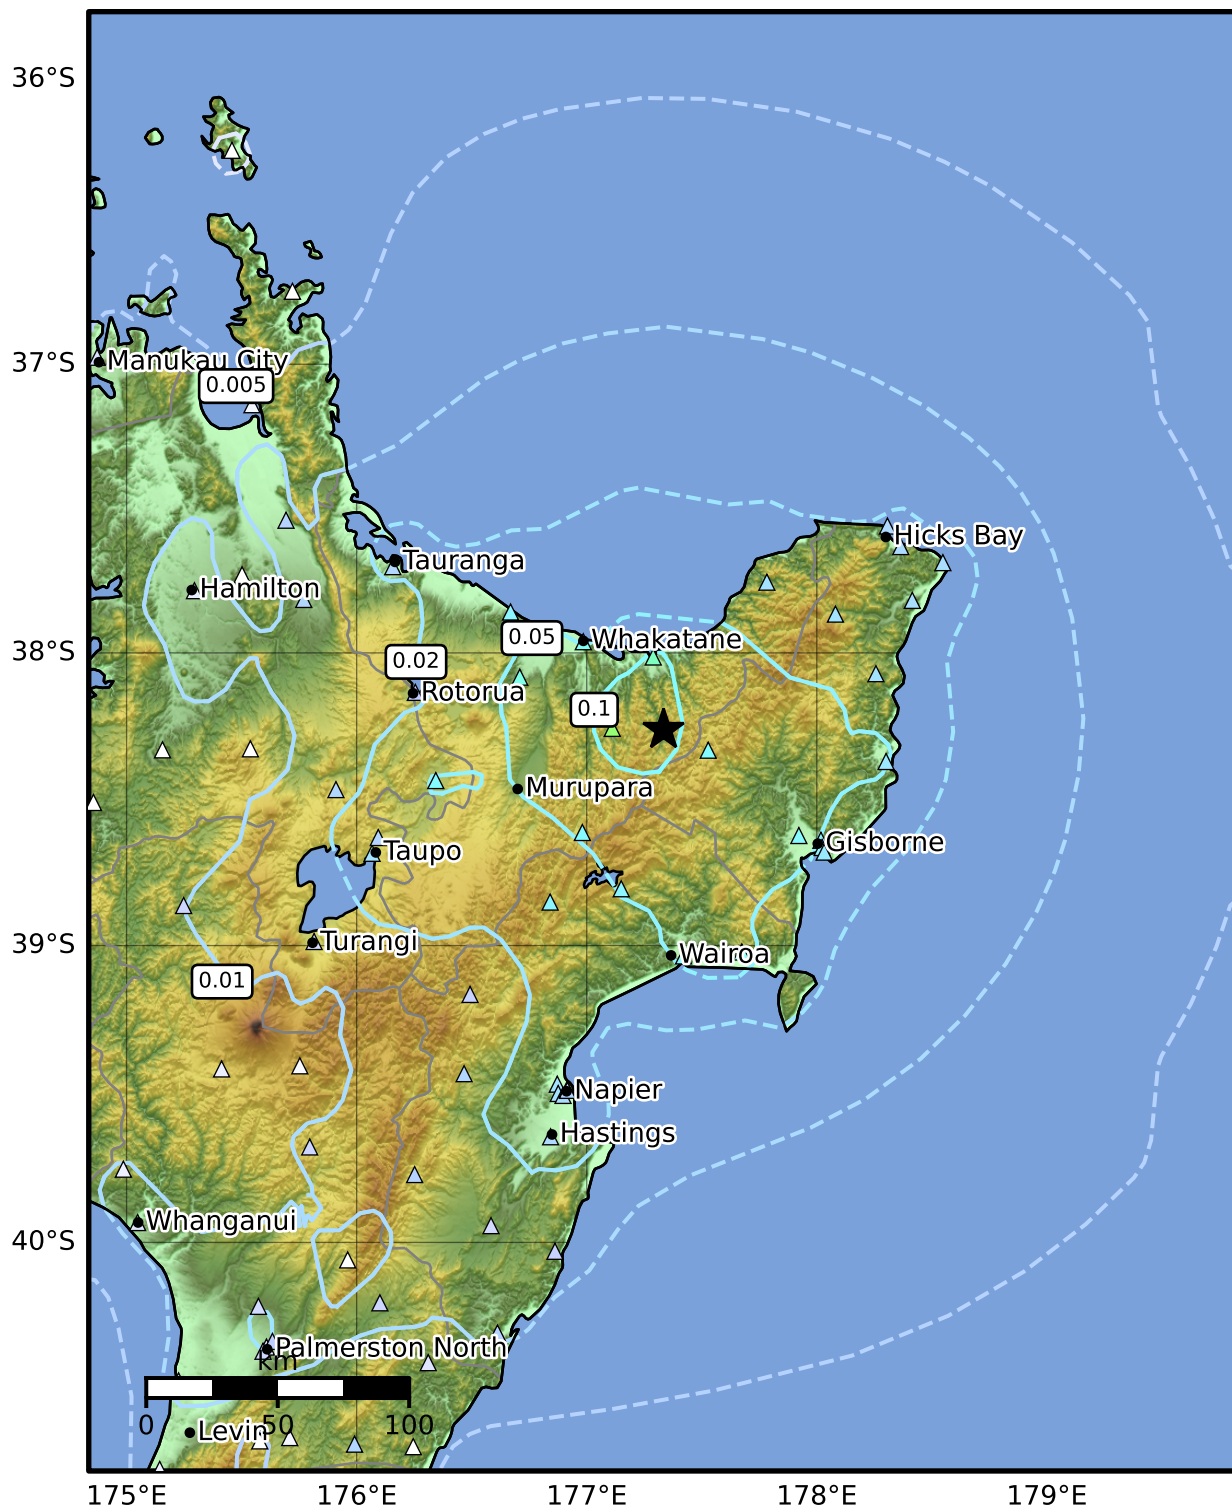 36°S
37°S
Manukau City
0.005
Hicks Bay
Tauranga
Hamilton
38°S
0.05
Whakatane
0.02
Rotorua
0.1
Murupara
Gisborne
Taupo
39°S
Turangi
Wairoa
0.01
Napier
Hastings
Whanganui
40°S
Palmerston North
km
0 50 100
Levin
175°E 176°E 177°E 178°E 179°E